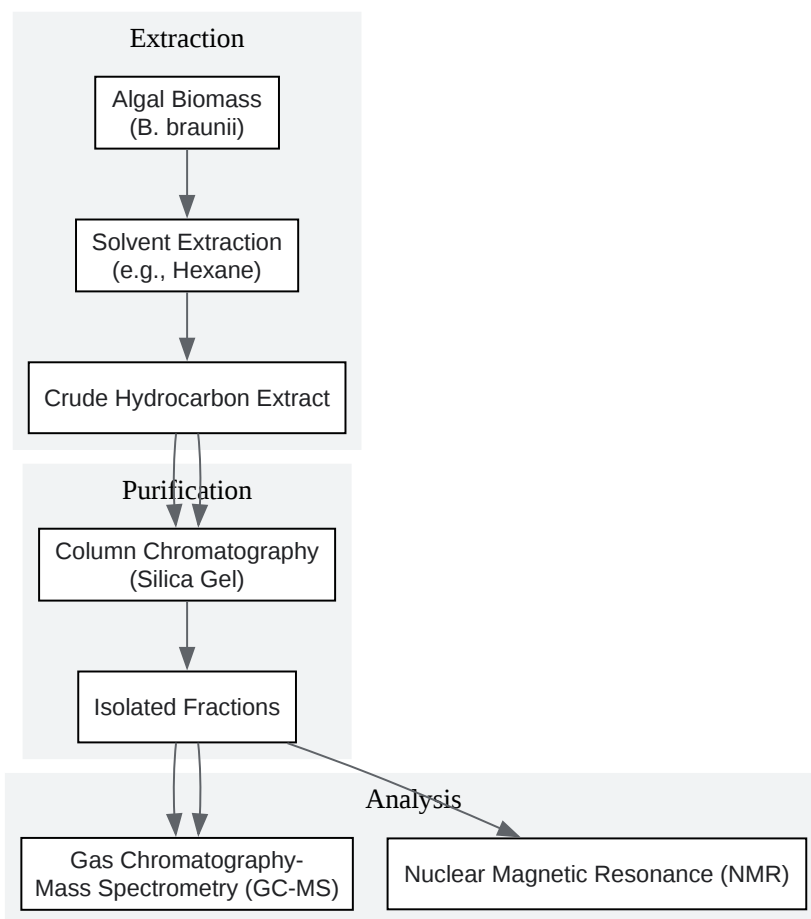 Extraction
Algal Biomass
(B. braunii)
Solvent Extraction
(e.g., Hexane)
Crude Hydrocarbon Extract
Purification
Column Chromatography
(Silica Gel)
Isolated Fractions
Analysis
Gas Chromatography-
Mass Spectrometry (GC-MS)
Nuclear Magnetic Resonance (NMR)